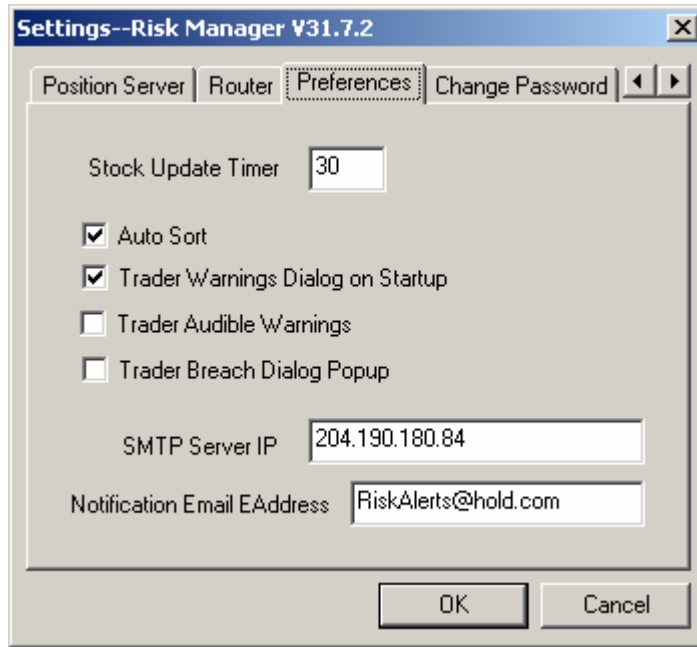 Settings--Risk Manager V31.7.2
Position Server Router Preferences Change Password
Stock Update Timer 30
Auto Sort
Trader Warnings Dialog on Startup
Trader Audible Warnings
Trader Breach Dialog Popup
SMTP Server IP 204.190.180.84
Notification Email EAddress RiskAlerts@hold.com
OK Cancel